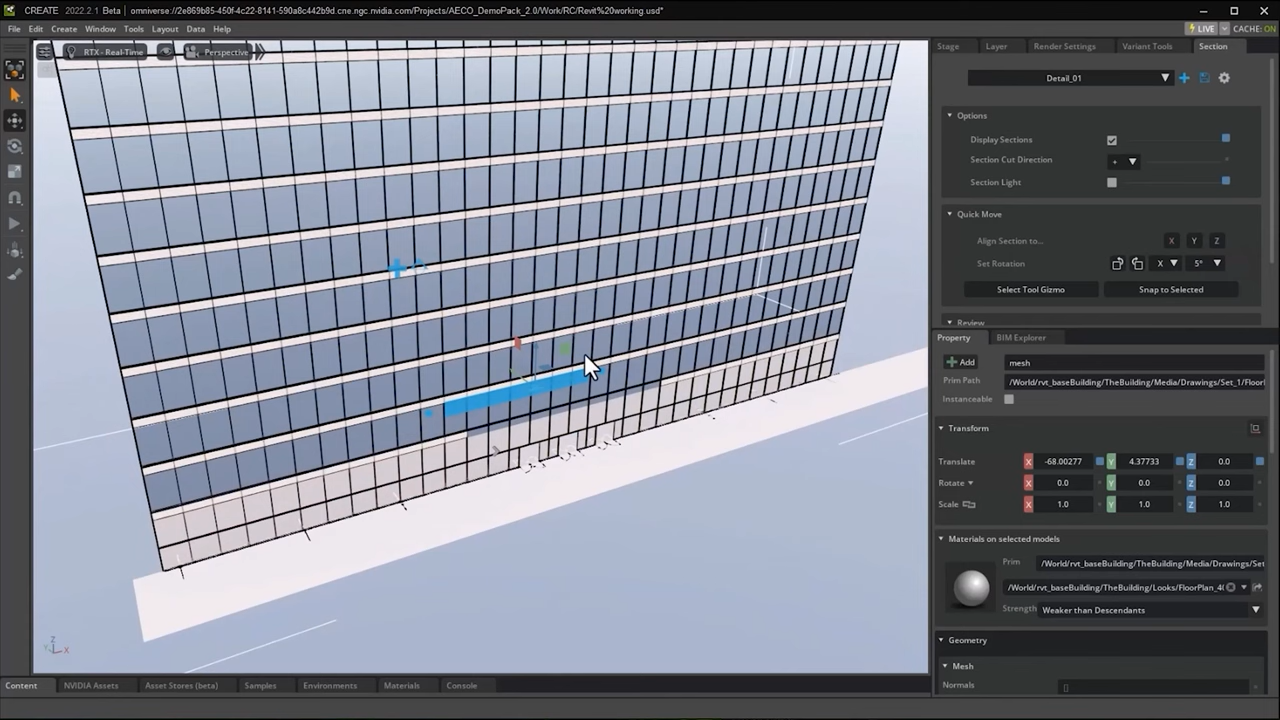 CREATE 2022.2.1 Beta omniverse://2e869b85-450f-4c22-8141-590a8c442b9d.cne.ngc.nvidia.com/Projects/AECO_DemoPack_2.0/Work/RC/Revit%20working.usd*
File Edit Create Window Tools Layout Data Help LIVE CACHE: ON
RTX- Real-Time Perspective
Stage Layer Render Settings Variant Tools Section
Detail_01
Options
Display Sections
Section Cut Direction +
Section Light
Quick Move
Align Section to... X Y Z
Set Rotation X 5°
Select Tool Gizmo Snap to Selected
Review
Property BIM Explorer
Add mesh
Prim Path /World/rvt_baseBuilding/TheBuilding/Media/Drawings/Set_1/Floor
Instanceable
Transform
Translate X -68.00277 Y 4.37733 Z 0.0
Rotate X 0.0 Y 0.0 Z 0.0
Scale X 1.0 Y 1.0 Z 1.0
Materials on selected models
Prim /World/rvt_baseBuilding/TheBuilding/Media/Drawings/Set
/World/rvt_baseBuilding/TheBuilding/Looks/FloorPlan_4
Strength Weaker than Descendants
Geometry
Mesh
Normals []
Z
Y X
Content NVIDIA Assets Asset Stores (beta) Samples Environments Materials Console